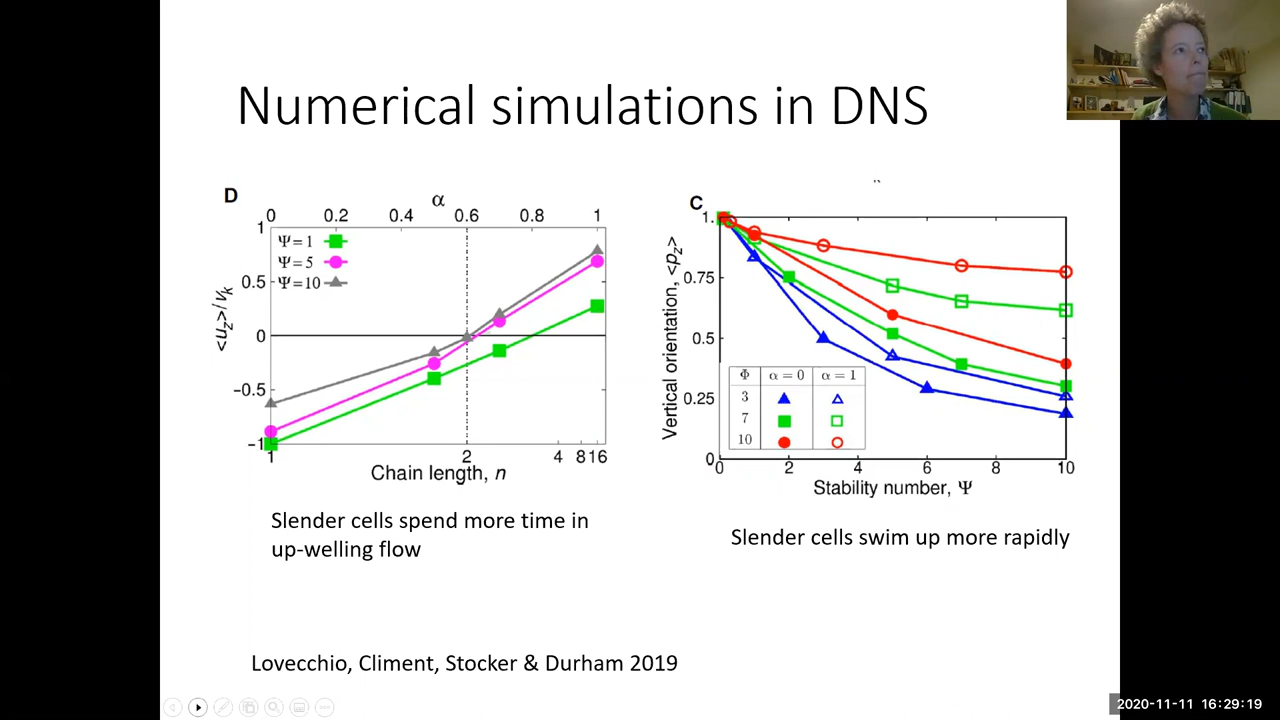 Numerical simulations in DNS
D
α
0 0.2 0.4 0.6 0.8 1
Ψ = 1
Ψ = 5
Ψ = 10
1
0.5
0
−0.5
−1
<u_z>/v_k
1 2 4 8 16
Chain length, n
C
1.
0.75
0.5
0.25
0
Vertical orientation, <p_z>
Φ α = 0 α = 1
3
7
10
0 2 4 6 8 10
Stability number, Ψ
Slender cells spend more time in
up-welling flow
Slender cells swim up more rapidly
Lovecchio, Climent, Stocker & Durham 2019
2020-11-11 16:29:19